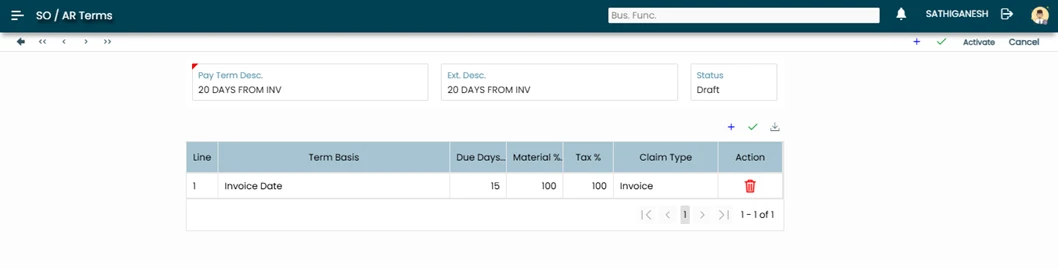 SO / AR Terms
Bus. Func.
SATHIGANESH
Activate
Cancel
Pay Term Desc.
20 DAYS FROM INV
Ext. Desc.
20 DAYS FROM INV
Status
Draft
Line Term Basis Due Days... Material %. Tax % Claim Type Action
1 Invoice Date 15 100 100 Invoice
1 1 - 1 of 1